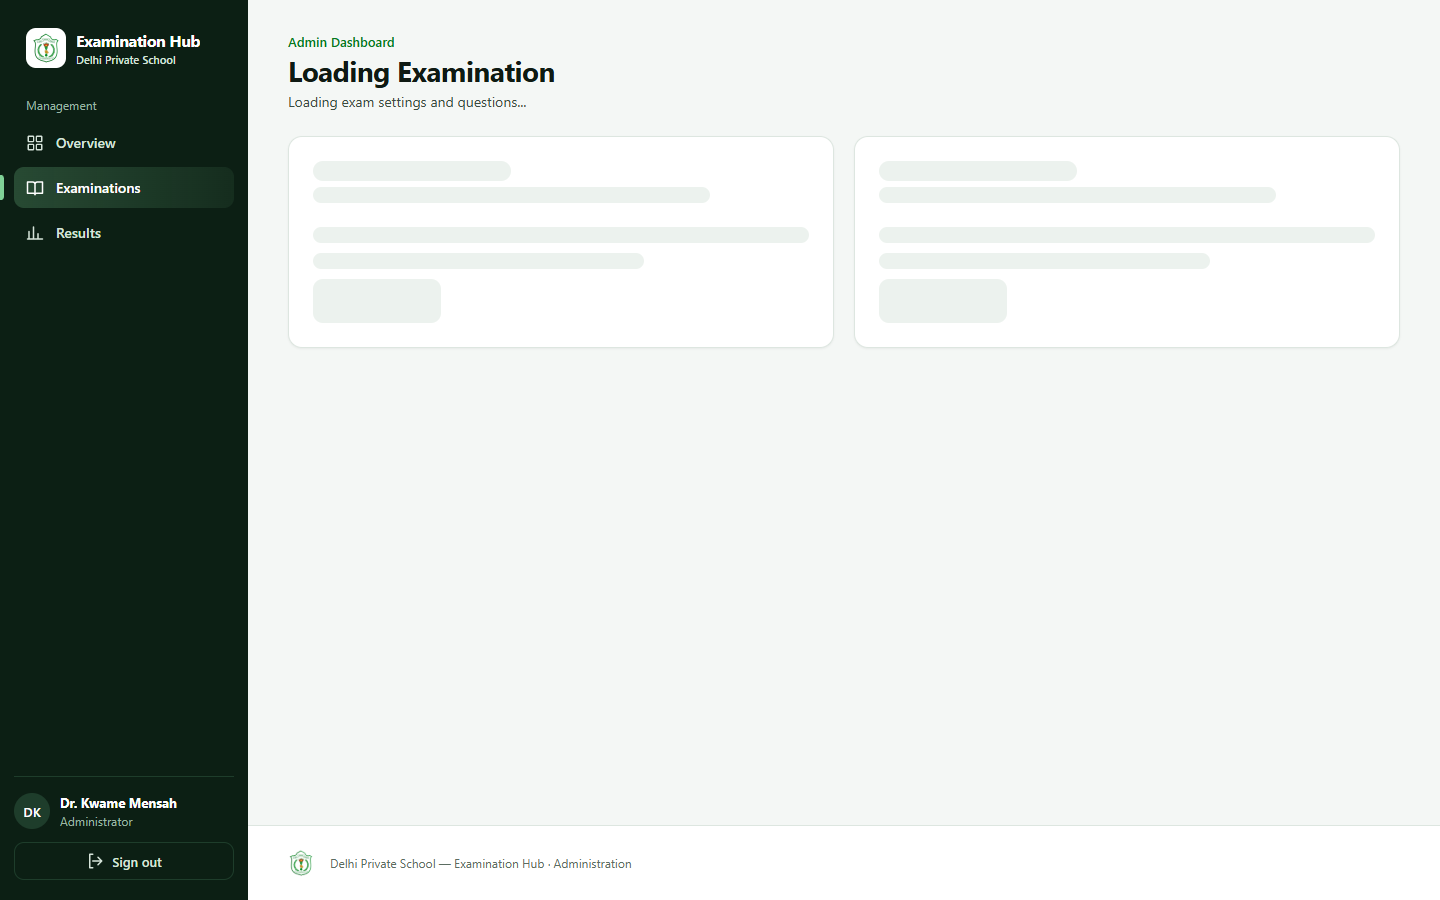 Examination Hub
Delhi Private School
Management
Overview
Examinations
Results
DK
Dr. Kwame Mensah
Administrator
Sign out
Admin Dashboard
Loading Examination
Loading exam settings and questions...
Delhi Private School — Examination Hub · Administration